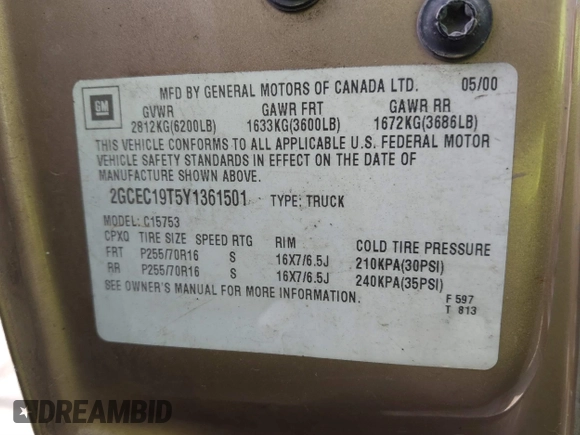 MFD BY GENERAL MOTORS OF CANADA LTD. 05/00
GM
GVWR GAWR FRT GAWR RR
2812KG(6200LB) 1633KG(3600LB) 1672KG(3686LB)
THIS VEHICLE CONFORMS TO ALL APPLICABLE U.S. FEDERAL MOTOR
VEHICLE SAFETY STANDARDS IN EFFECT ON THE DATE OF
MANUFACTURE SHOWN ABOVE.
2GCEC19T5Y1361501 TYPE: TRUCK
MODEL: C15753
CPXQ TIRE SIZE SPEED RTG RIM COLD TIRE PRESSURE
FRT P255/70R16 S 16X7/6.5J 210KPA(30PSI)
RR P255/70R16 S 16X7/6.5J 240KPA(35PSI)
SEE OWNER'S MANUAL FOR MORE INFORMATION.
F 597
T 813
DREAMBID